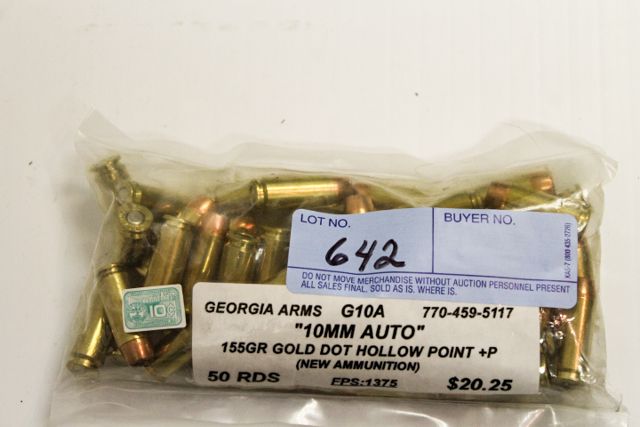 LOT NO. BUYER NO.
642
DO NOT MOVE MERCHANDISE WITHOUT AUCTION PERSONNEL PRESENT
ALL SALES FINAL. SOLD AS IS. WHERE IS.
GEORGIA ARMS G10A 770-459-5117
"10MM AUTO"
155GR GOLD DOT HOLLOW POINT +P
(NEW AMMUNITION)
50 RDS FPS:1375 $20.25
10